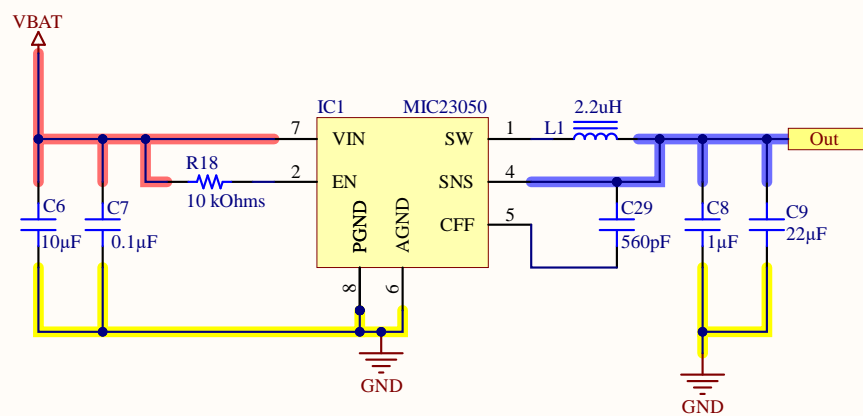 VBAT
IC1 MIC23050
2.2uH
7 VIN SW 1 L1
Out
R18
2 EN SNS 4
10 kOhms
C6 C7 PGND AGND CFF 5 C29 C8 C9
10µF 0.1µF 560pF 1µF 22µF
8 6
GND
GND